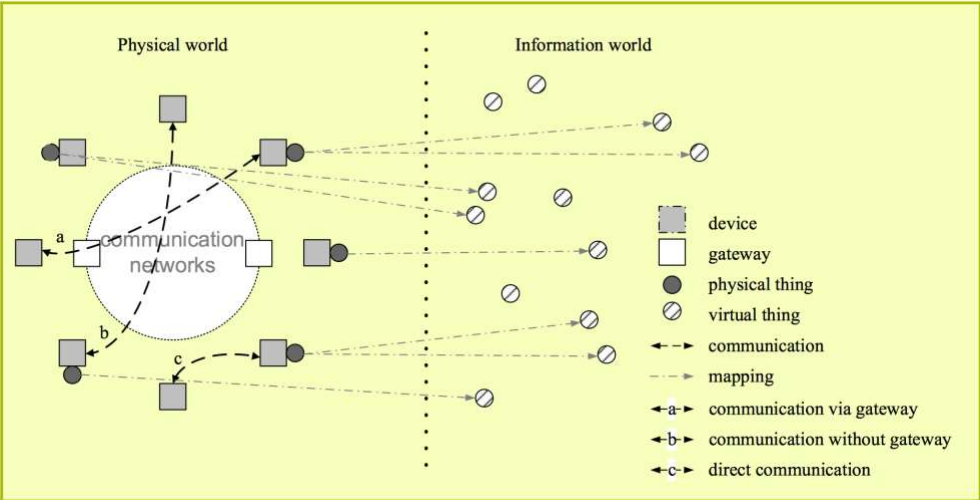 Physical world
Information world
a
communication
networks
b
c
device
gateway
physical thing
virtual thing
communication
mapping
a communication via gateway
b communication without gateway
c direct communication